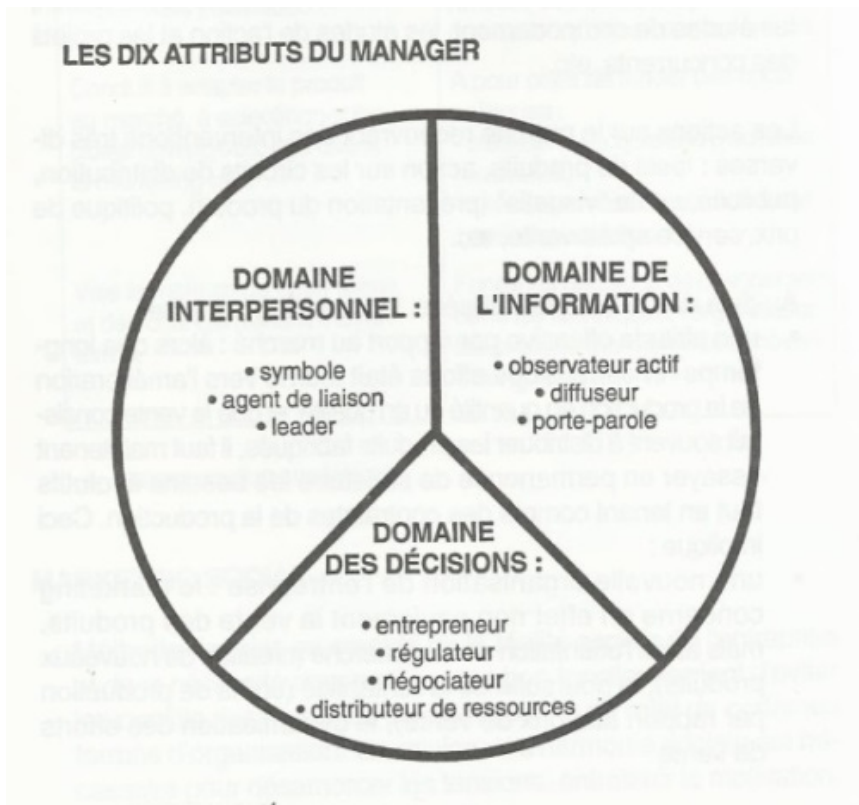 LES DIX ATTRIBUTS DU MANAGER
DOMAINE
INTERPERSONNEL :
• symbole
• agent de liaison
• leader
DOMAINE DE
L'INFORMATION :
• observateur actif
• diffuseur
• porte-parole
DOMAINE
DES DÉCISIONS :
• entrepreneur
• régulateur
• négociateur
• distributeur de ressources